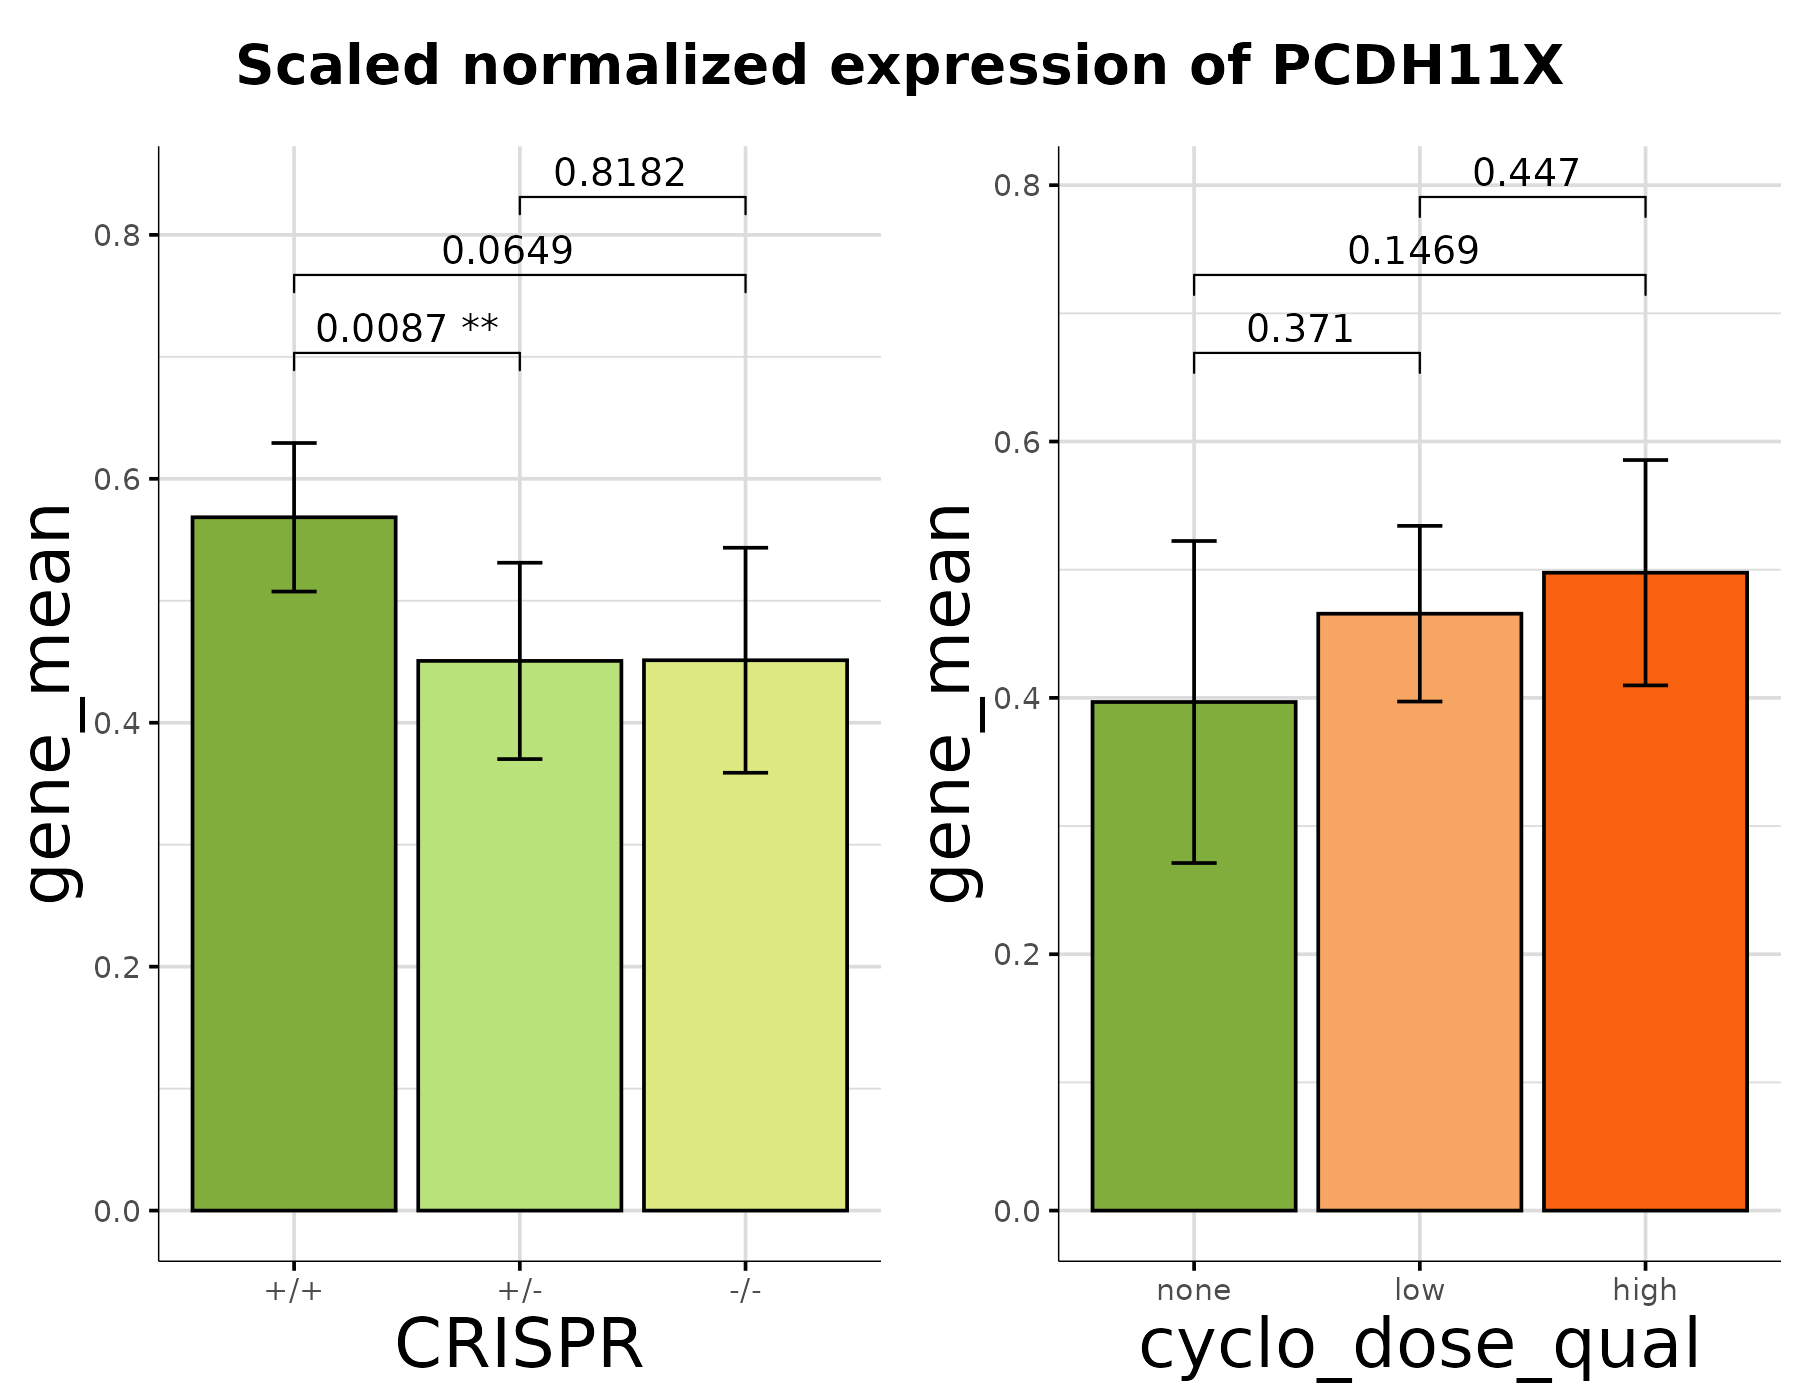 Scaled normalized expression of PCDH11X
gene_mean
0.8
0.6
0.4
0.2
0.0
0.8182
0.0649
0.0087 **
+/+ +/- -/-
CRISPR
gene_mean
0.8
0.6
0.4
0.2
0.0
0.447
0.1469
0.371
none low high
cyclo_dose_qual